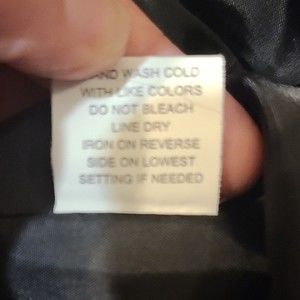 HAND WASH COLD
WITH LIKE COLORS
DO NOT BLEACH
LINE DRY
IRON ON REVERSE
SIDE ON LOWEST
SETTING IF NEEDED